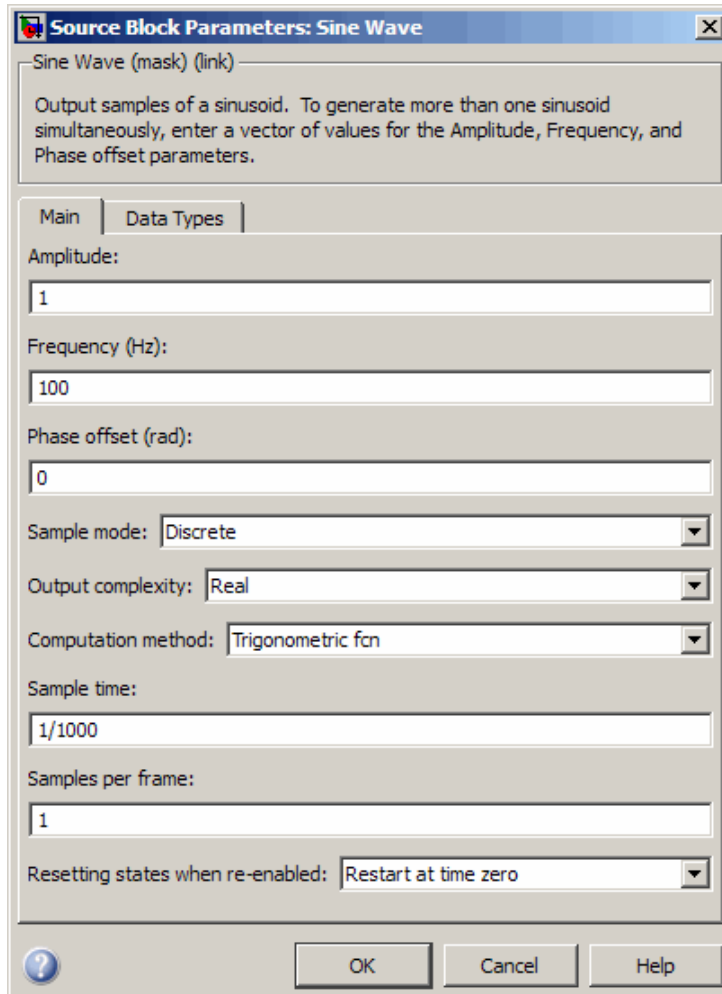 Source Block Parameters: Sine Wave
Sine Wave (mask) (link)
Output samples of a sinusoid. To generate more than one sinusoid
simultaneously, enter a vector of values for the Amplitude, Frequency, and
Phase offset parameters.
Main Data Types
Amplitude:
1
Frequency (Hz):
100
Phase offset (rad):
0
Sample mode: Discrete
Output complexity: Real
Computation method: Trigonometric fcn
Sample time:
1/1000
Samples per frame:
1
Resetting states when re-enabled: Restart at time zero
? OK Cancel Help